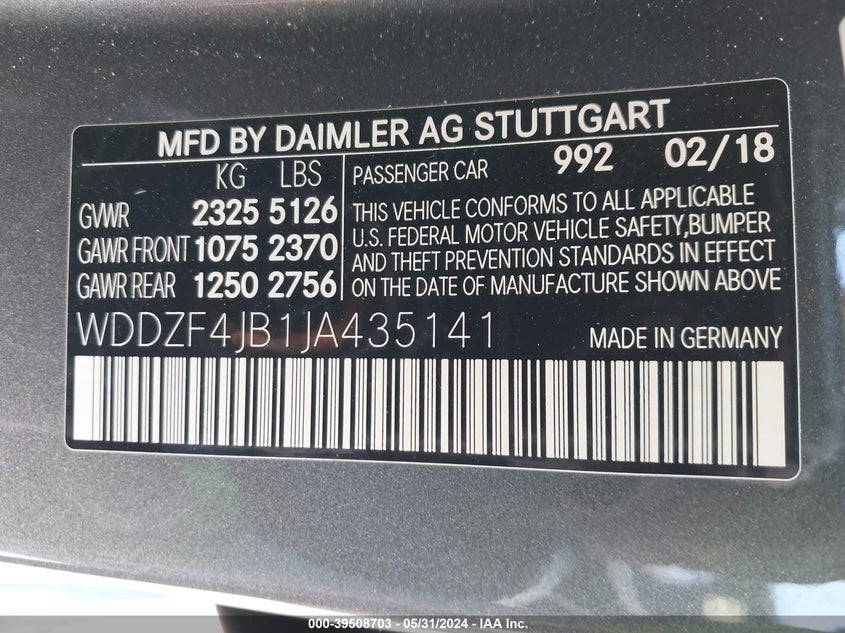 MFD BY DAIMLER AG STUTTGART
KG LBS
GVWR 2325 5126
GAWR FRONT 1075 2370
GAWR REAR 1250 2756
PASSENGER CAR 992 02/18
THIS VEHICLE CONFORMS TO ALL APPLICABLE
U.S. FEDERAL MOTOR VEHICLE SAFETY,BUMPER
AND THEFT PREVENTION STANDARDS IN EFFECT
ON THE DATE OF MANUFACTURE SHOWN ABOVE
WDDZF4JB1JA435141 MADE IN GERMANY
000-39508703 - 05/31/2024 - IAA Inc.